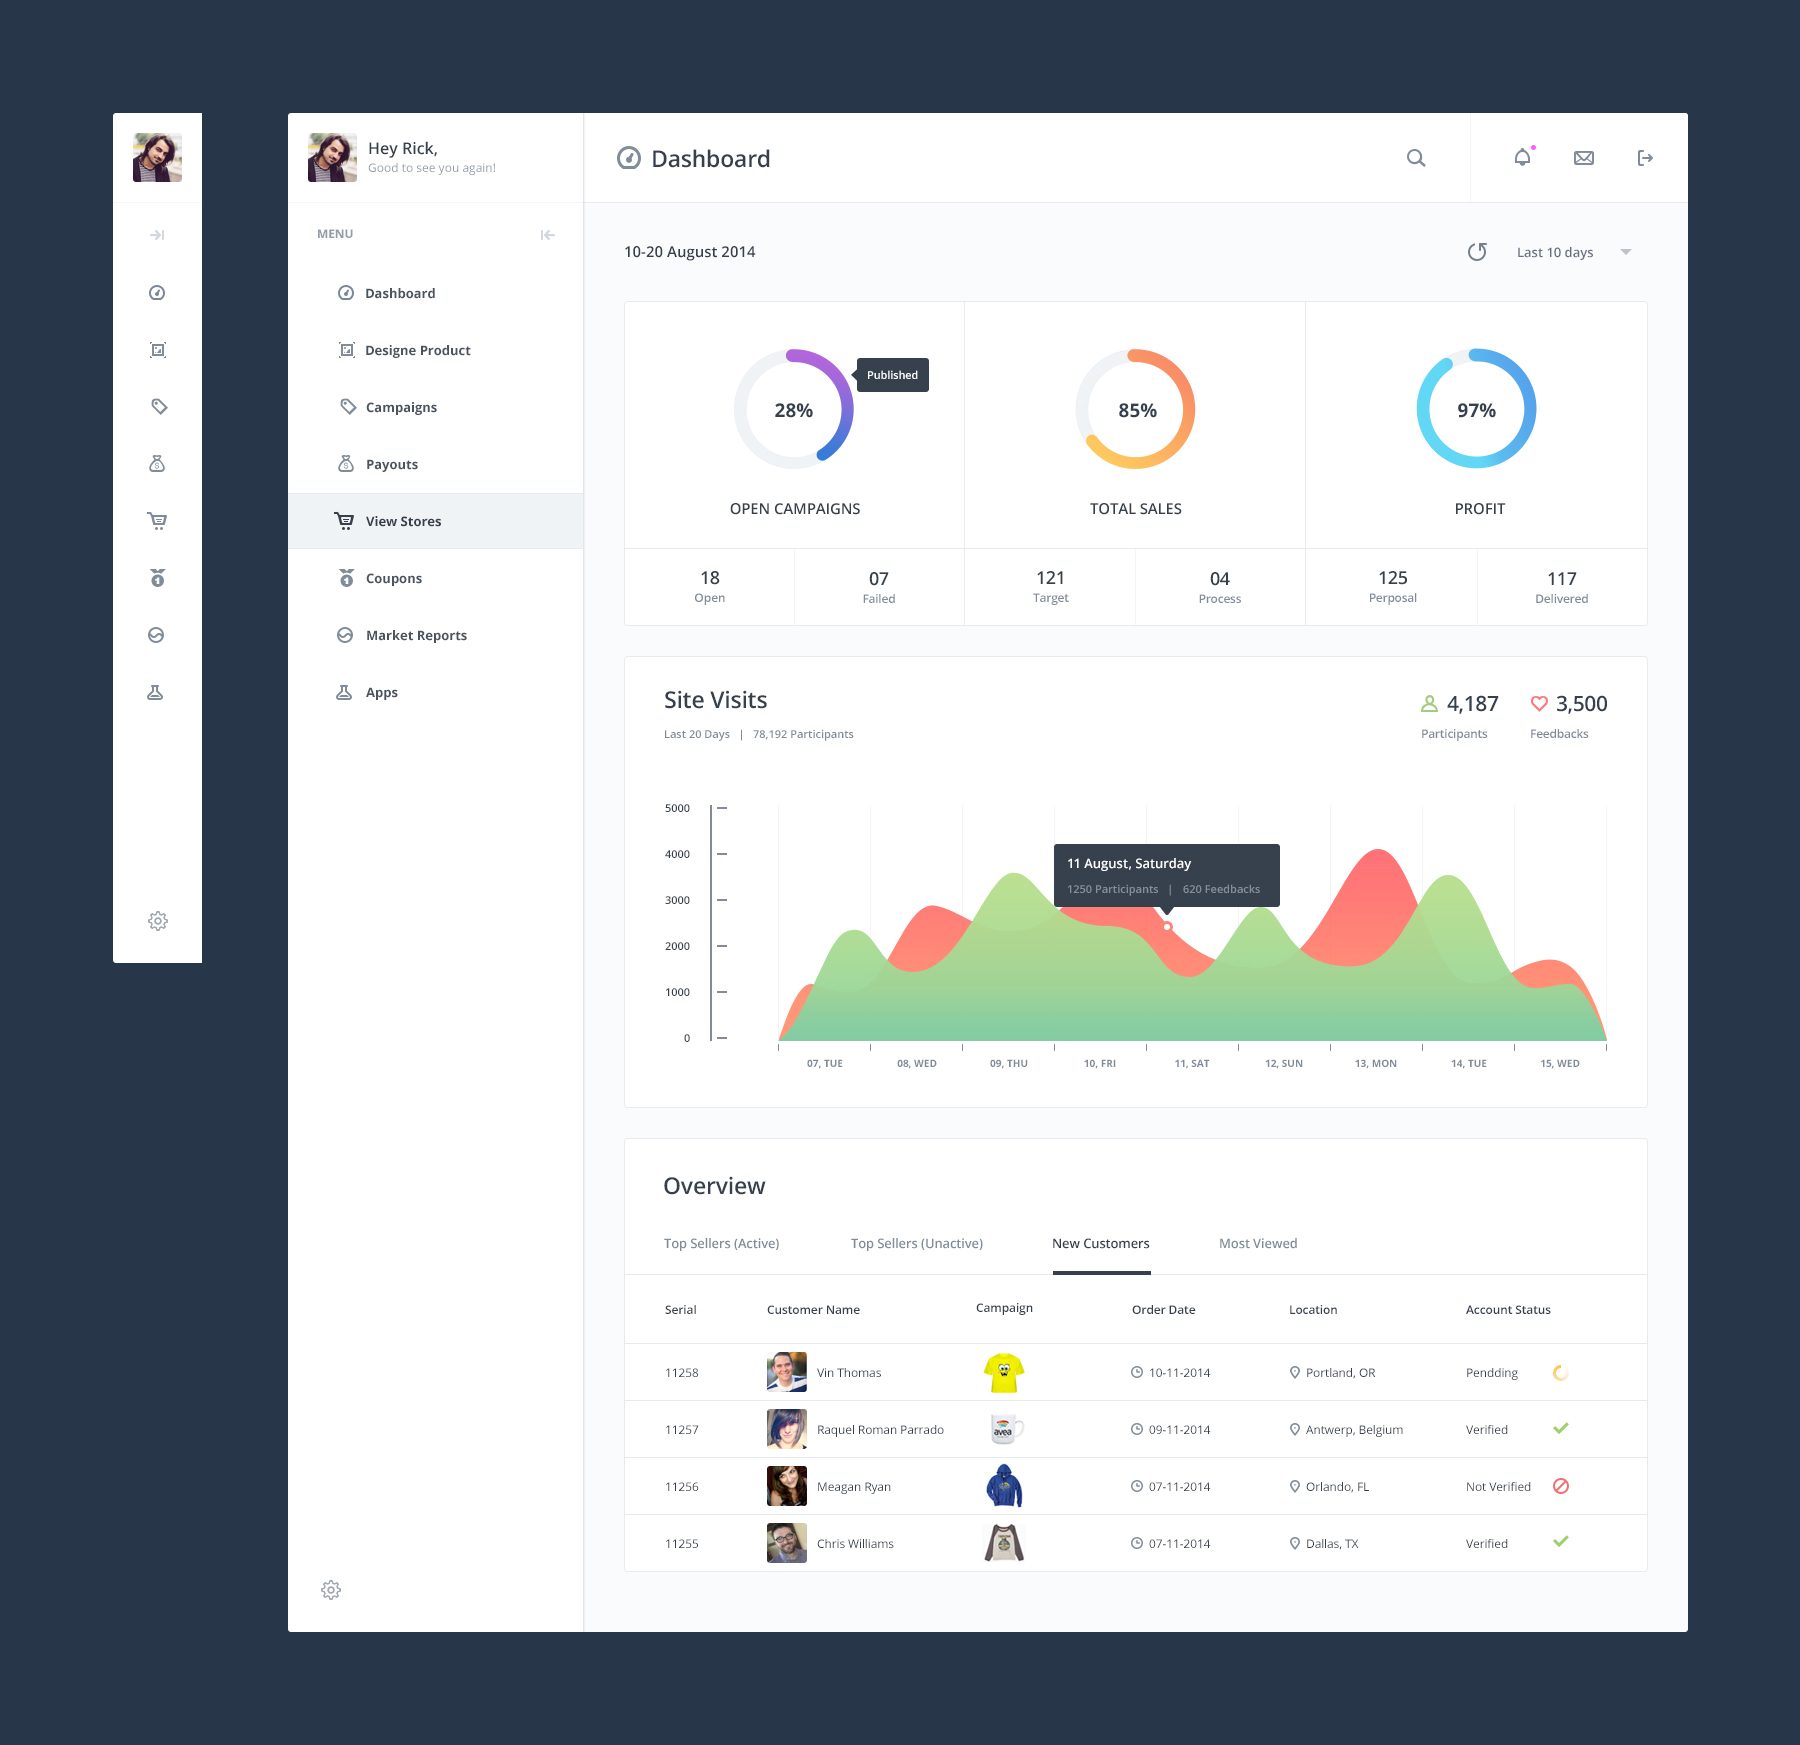 Hey Rick,
Good to see you again!
Dashboard
MENU
Dashboard
Designe Product
Campaigns
Payouts
View Stores
Coupons
Market Reports
Apps
10-20 August 2014
Last 10 days
28%
Published
85%
97%
OPEN CAMPAIGNS
TOTAL SALES
PROFIT
18
Open
07
Failed
121
Target
04
Process
125
Perposal
117
Delivered
Site Visits
Last 20 Days | 78,192 Participants
4,187
Participants
3,500
Feedbacks
5000
4000
3000
2000
1000
0
11 August, Saturday
1250 Participants | 620 Feedbacks
07, TUE
08, WED
09, THU
10, FRI
11, SAT
12, SUN
13, MON
14, TUE
15, WED
Overview
Top Sellers (Active)
Top Sellers (Unactive)
New Customers
Most Viewed
Serial
Customer Name
Campaign
Order Date
Location
Account Status
11258
Vin Thomas
10-11-2014
Portland, OR
Pendding
11257
Raquel Roman Parrado
avea
09-11-2014
Antwerp, Belgium
Verified
11256
Meagan Ryan
07-11-2014
Orlando, FL
Not Verified
11255
Chris Williams
07-11-2014
Dallas, TX
Verified